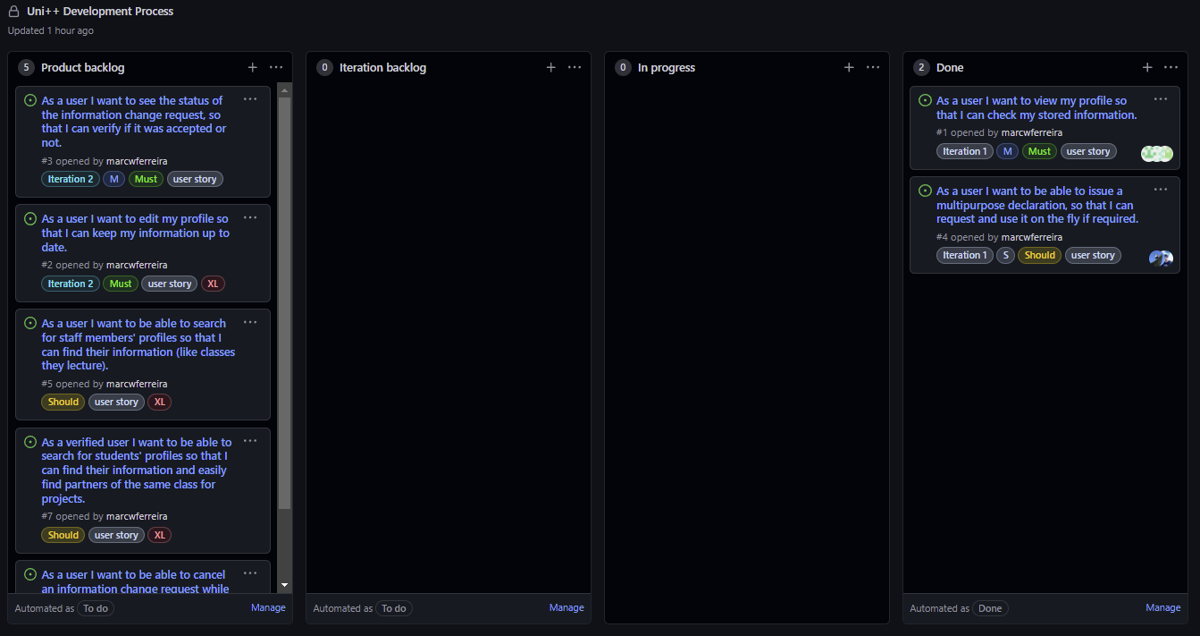 Uni++ Development Process
Updated 1 hour ago
5 Product backlog
As a user I want to see the status of
the information change request, so
that I can verify if it was accepted or
not.
#3 opened by marcwferreira
Iteration 2 M Must user story
As a user I want to edit my profile so
that I can keep my information up to
date.
#2 opened by marcwferreira
Iteration 2 Must user story XL
As a user I want to be able to search
for staff members' profiles so that I
can find their information (like classes
they lecture).
#5 opened by marcwferreira
Should user story XL
As a verified user I want to be able to
search for students' profiles so that I
can find their information and easily
find partners of the same class for
projects.
#7 opened by marcwferreira
Should user story XL
As a user I want to be able to cancel
an information change request while
Automated as To do Manage
0 Iteration backlog
Automated as To do Manage
0 In progress
2 Done
As a user I want to view my profile so
that I can check my stored information.
#1 opened by marcwferreira
Iteration 1 M Must user story
As a user I want to be able to issue a
multipurpose declaration, so that I can
request and use it on the fly if required.
#4 opened by marcwferreira
Iteration 1 S Should user story
Automated as Done Manage